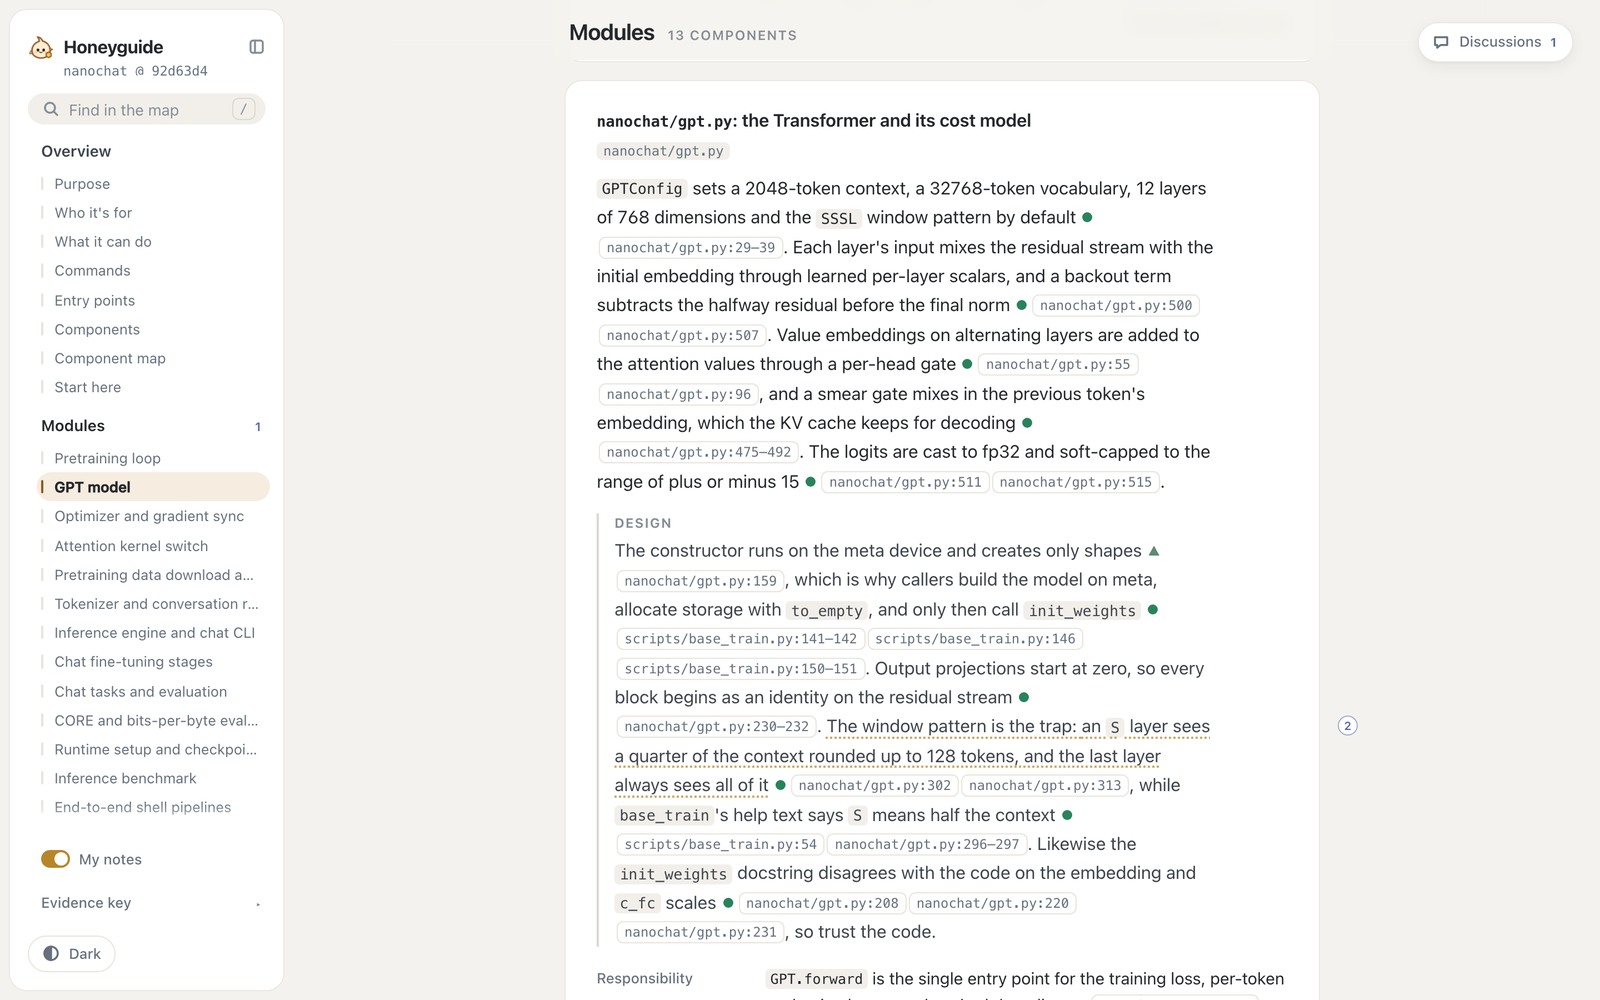 Honeyguide
nanochat @ 92d63d4
Find in the map /
Overview
Purpose
Who it's for
What it can do
Commands
Entry points
Components
Component map
Start here
Modules 1
Pretraining loop
GPT model
Optimizer and gradient sync
Attention kernel switch
Pretraining data download a...
Tokenizer and conversation r...
Inference engine and chat CLI
Chat fine-tuning stages
Chat tasks and evaluation
CORE and bits-per-byte eval...
Runtime setup and checkpoi...
Inference benchmark
End-to-end shell pipelines
My notes
Evidence key
Dark
Modules 13 COMPONENTS
Discussions 1
nanochat/gpt.py: the Transformer and its cost model
nanochat/gpt.py
GPTConfig sets a 2048-token context, a 32768-token vocabulary, 12 layers
of 768 dimensions and the SSSL window pattern by default
nanochat/gpt.py:29–39. Each layer's input mixes the residual stream with the
initial embedding through learned per-layer scalars, and a backout term
subtracts the halfway residual before the final norm nanochat/gpt.py:500
nanochat/gpt.py:507. Value embeddings on alternating layers are added to
the attention values through a per-head gate nanochat/gpt.py:55
nanochat/gpt.py:96, and a smear gate mixes in the previous token's
embedding, which the KV cache keeps for decoding
nanochat/gpt.py:475–492. The logits are cast to fp32 and soft-capped to the
range of plus or minus 15 nanochat/gpt.py:511 nanochat/gpt.py:515.
DESIGN
The constructor runs on the meta device and creates only shapes
nanochat/gpt.py:159, which is why callers build the model on meta,
allocate storage with to_empty, and only then call init_weights
scripts/base_train.py:141–142 scripts/base_train.py:146
scripts/base_train.py:150–151. Output projections start at zero, so every
block begins as an identity on the residual stream
nanochat/gpt.py:230–232. The window pattern is the trap: an S layer sees
2
a quarter of the context rounded up to 128 tokens, and the last layer
always sees all of it nanochat/gpt.py:302 nanochat/gpt.py:313, while
base_train's help text says S means half the context
scripts/base_train.py:54 nanochat/gpt.py:296–297. Likewise the
init_weights docstring disagrees with the code on the embedding and
c_fc scales nanochat/gpt.py:208 nanochat/gpt.py:220
nanochat/gpt.py:231, so trust the code.
Responsibility GPT.forward is the single entry point for the training loss, per-token